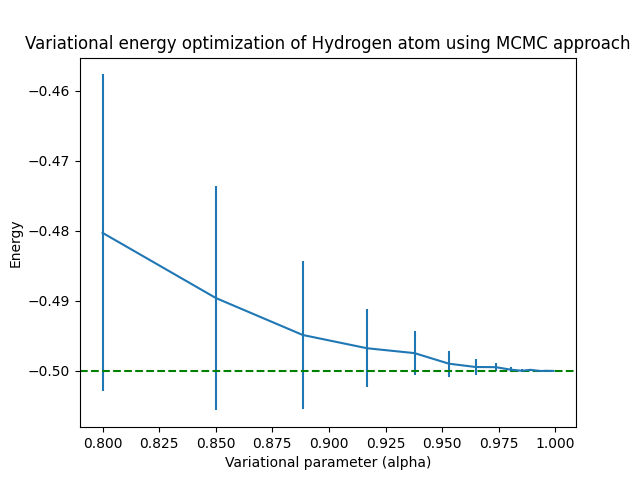 Variational energy optimization of Hydrogen atom using MCMC approach
−0.46
−0.47
−0.48
−0.49
−0.50
Energy
0.800 0.825 0.850 0.875 0.900 0.925 0.950 0.975 1.000
Variational parameter (alpha)